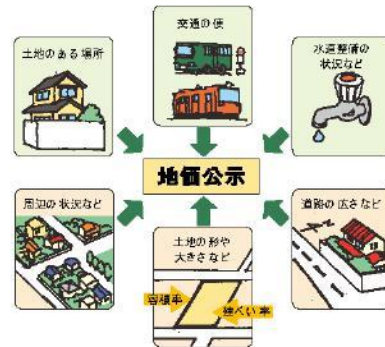 土地のある場所
交通の便
水道整備の
状況など
地価公示
周辺の状況など
土地の形や
大きさなど
容積率
建ぺい率
道路の広さなど